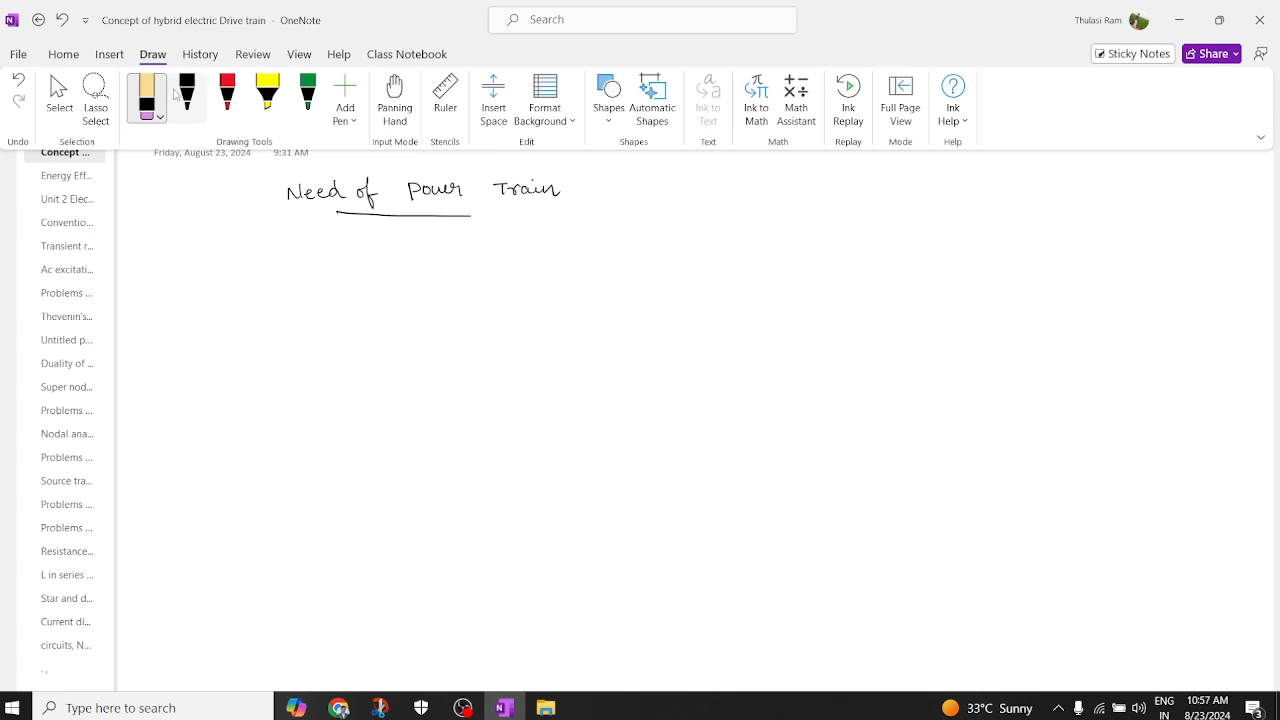 Concept of hybrid electric Drive train - OneNote
Search
Thulasi Ram
File Home Insert Draw History Review View Help Class Notebook
Sticky Notes Share
Select Lasso Select Add Pen Panning Hand Ruler Insert Space Format Background Shapes Automatic Shapes Ink to Text Ink to Math Math Assistant Ink Replay Full Page View Ink Help
Undo Selection Drawing Tools Input Mode Stencils Edit Shapes Text Math Replay Mode Help
Concept ...
Friday, August 23, 2024 9:31 AM
Energy Eff...
Need of Power Train
Unit 2 Elec...
Conventio...
Transient r...
Ac excitati...
Problems ...
Thevenin's...
Untitled p...
Duality of ...
Super nod...
Problems ...
Nodal ana...
Problems ...
Source tra...
Problems ...
Problems ...
Resistance...
L in series ...
Star and d...
Current di...
circuits, N...
. ,
Type here to search
33°C Sunny
ENG
IN
10:57 AM
8/23/2024
3